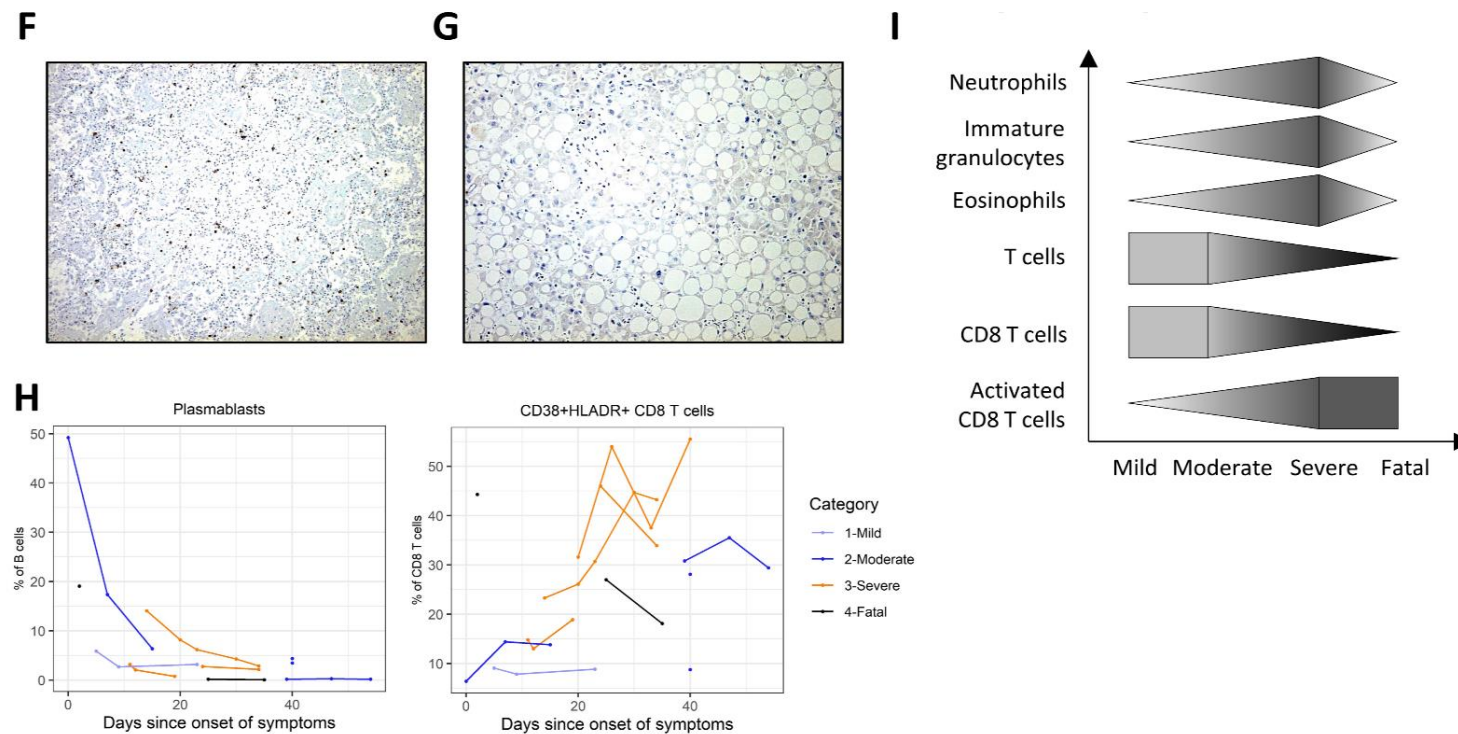 F
G
I
Neutrophils
Immature
granulocytes
Eosinophils
T cells
CD8 T cells
Activated
CD8 T cells
Mild Moderate Severe Fatal
H
Plasmablasts
% of B cells
50
40
30
20
10
0
0 20 40
Days since onset of symptoms
CD38+HLADR+ CD8 T cells
% of CD8 T cells
50
40
30
20
10
0 20 40
Days since onset of symptoms
Category
1-Mild
2-Moderate
3-Severe
4-Fatal